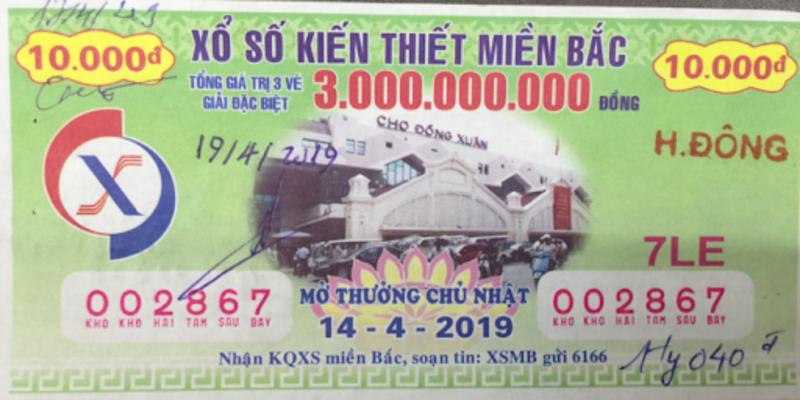 10.000đ
XỔ SỐ KIẾN THIẾT MIỀN BẮC
10.000đ
TỔNG GIÁ TRỊ 3 VÉ
GIẢI ĐẶC BIỆT
3.000.000.000 ĐỒNG
CHỢ ĐỒNG XUÂN
19/4/2019
H.ĐÔNG
X
7LE
002867
KHO KHO HAI TAM SAU BAY
MỞ THƯỞNG CHỦ NHẬT
14 - 4 - 2019
002867
KHO KHO HAI TAM SAU BAY
Nhận KQXS miền Bắc, soạn tin: XSMB gửi 6166